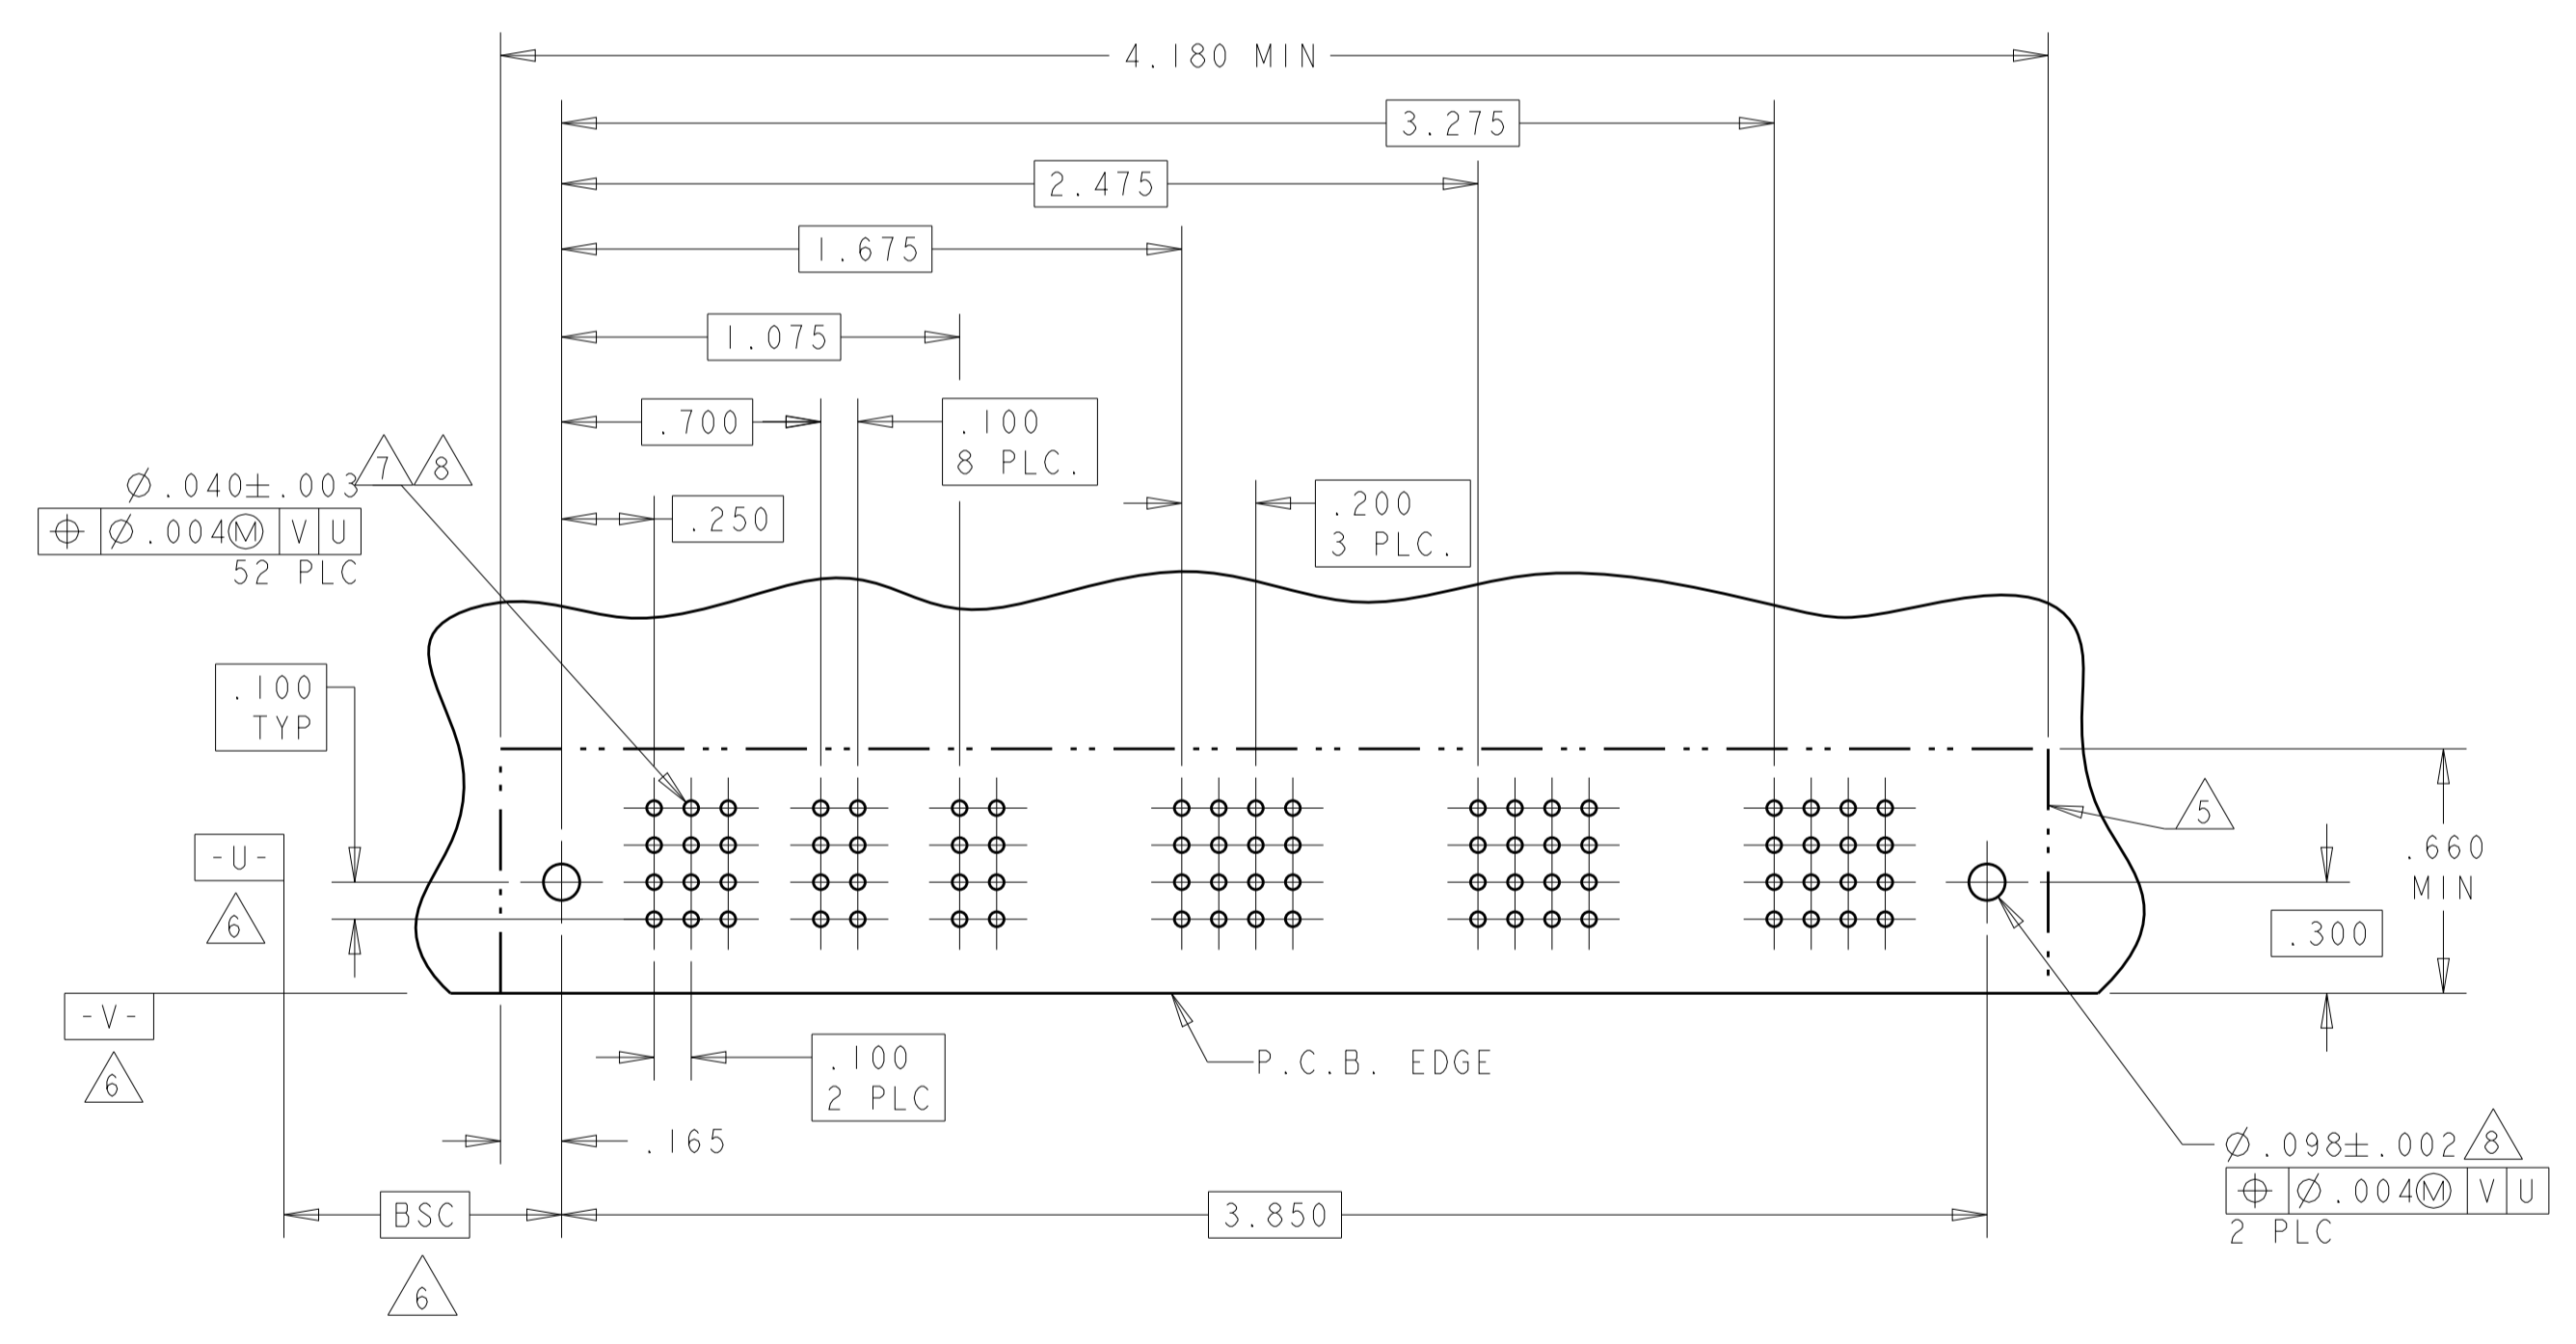 4.180 MIN
3.275
2.475
1.675
1.075
.700
.100
8 PLC.
7
8
Ø.040±.003
.250
.200
3 PLC.
⌖ Ø.004Ⓜ V U
52 PLC
.100
TYP
5
-U-
6
.660
MIN
.300
-V-
6
.100
2 PLC
P.C.B. EDGE
.165
Ø.098±.002 8
⌖ Ø.004Ⓜ V U
2 PLC
BSC
3.850
6